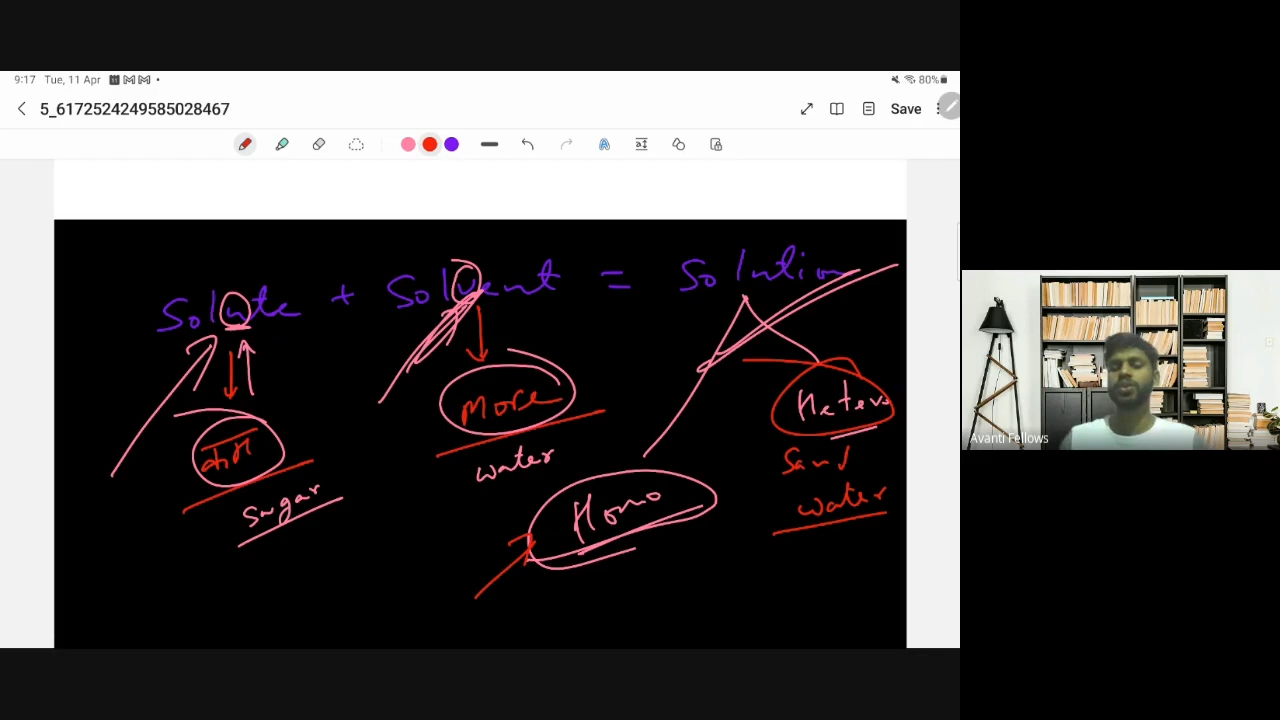 9:17 Tue, 11 Apr
80%
5_6172524249585028467
Save
Solute + Solvent = Solution
More
Hetero
water
Sand
sugar
Homo
water
Avanti Fellows